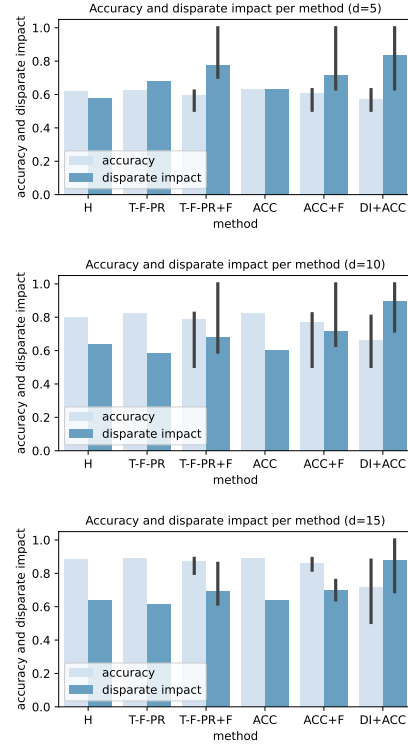 Accuracy and disparate impact per method (d=5)
accuracy and disparate impact
1.0
0.8
0.6
0.4
0.2
0.0
accuracy
disparate impact
H T-F-PR T-F-PR+F ACC ACC+F DI+ACC
method
Accuracy and disparate impact per method (d=10)
accuracy and disparate impact
1.0
0.8
0.6
0.4
0.2
0.0
accuracy
disparate impact
H T-F-PR T-F-PR+F ACC ACC+F DI+ACC
method
Accuracy and disparate impact per method (d=15)
accuracy and disparate impact
1.0
0.8
0.6
0.4
0.2
0.0
accuracy
disparate impact
H T-F-PR T-F-PR+F ACC ACC+F DI+ACC
method